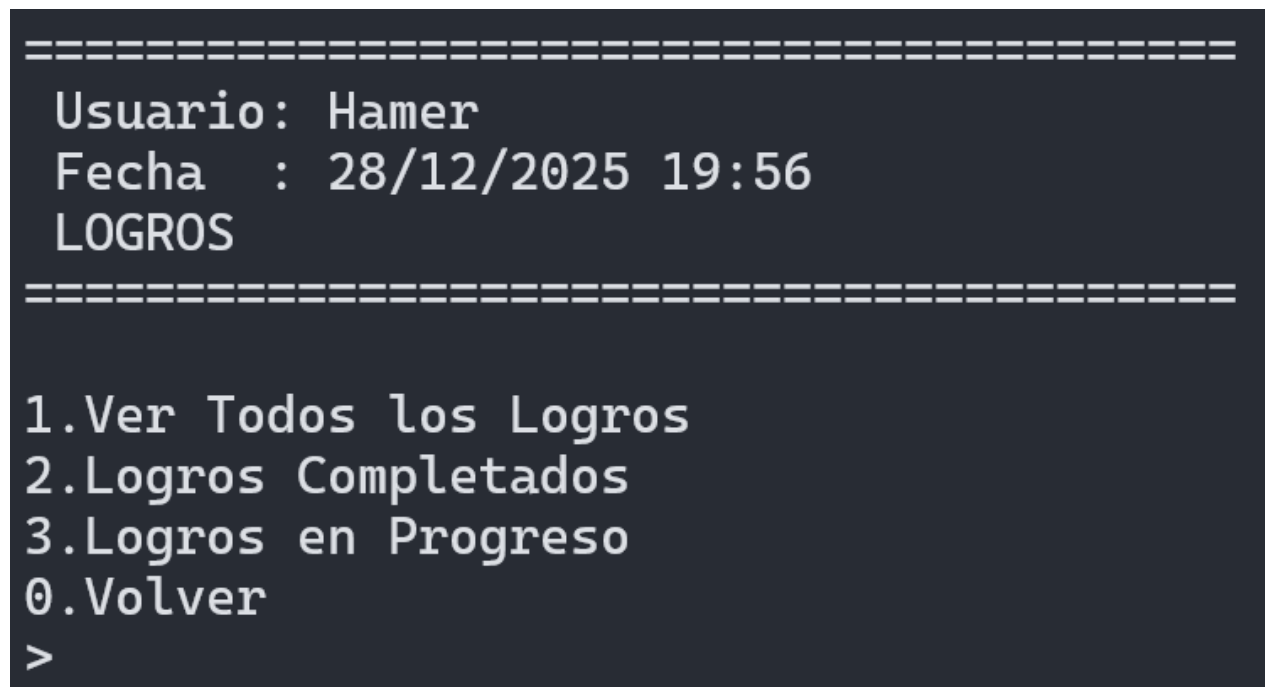 ========================================
Usuario: Hamer
Fecha  : 28/12/2025 19:56
LOGROS
========================================
1.Ver Todos los Logros
2.Logros Completados
3.Logros en Progreso
0.Volver
>